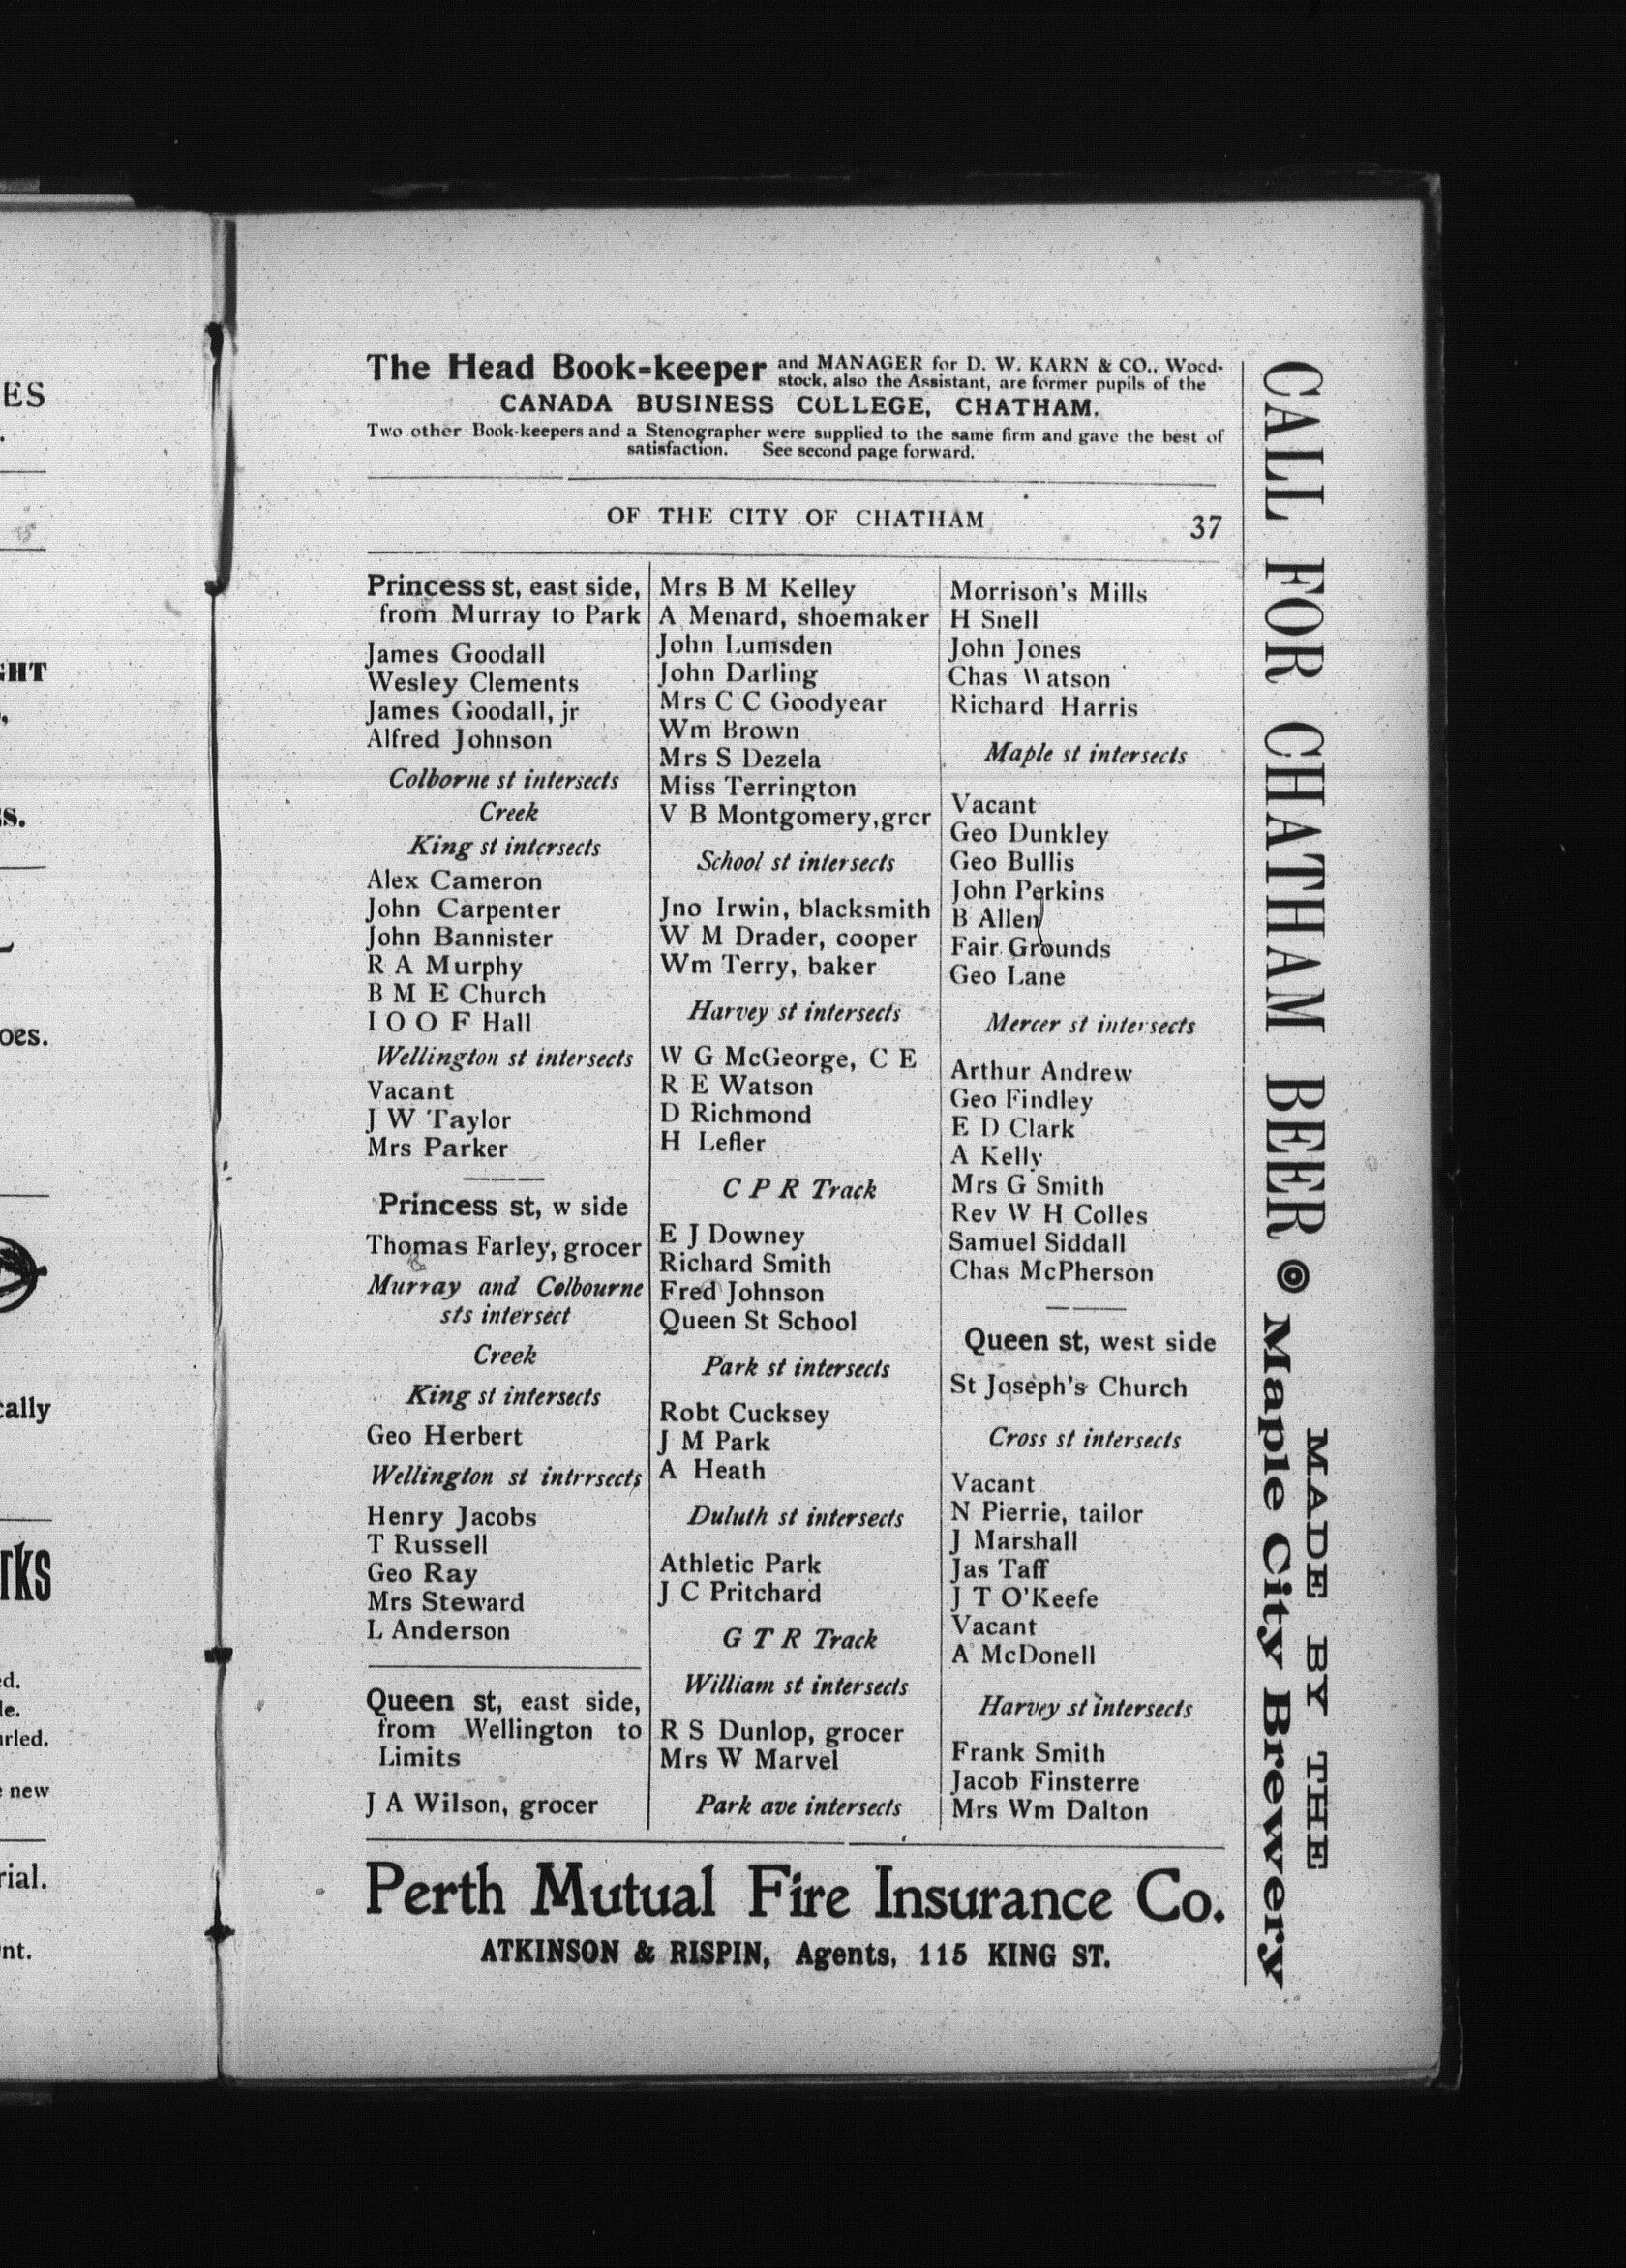 The Head Book-keeper and MANAGER for D. W. KARN & CO., Wood-
stock, also the Assistant, are former pupils of the
CANADA BUSINESS COLLEGE, CHATHAM.
Two other Book-keepers and a Stenographer were supplied to the same firm and gave the best of
satisfaction. See second page forward.
OF THE CITY OF CHATHAM 37
Princess st, east side,
from Murray to Park
James Goodall
Wesley Clements
James Goodall, jr
Alfred Johnson
Colborne st intersects
Creek
King st intersects
Alex Cameron
John Carpenter
John Bannister
R A Murphy
B M E Church
I O O F Hall
Wellington st intersects
Vacant
J W Taylor
Mrs Parker
Princess st, w side
Thomas Farley, grocer
Murray and Colbourne
sts intersect
Creek
King st intersects
Geo Herbert
Wellington st intrrsects
Henry Jacobs
T Russell
Geo Ray
Mrs Steward
L Anderson
Queen st, east side,
from Wellington to
Limits
J A Wilson, grocer
Mrs B M Kelley
A Menard, shoemaker
John Lumsden
John Darling
Mrs C C Goodyear
Wm Brown
Mrs S Dezela
Miss Terrington
V B Montgomery,grcr
School st intersects
Jno Irwin, blacksmith
W M Drader, cooper
Wm Terry, baker
Harvey st intersects
W G McGeorge, C E
R E Watson
D Richmond
H Lefler
C P R Track
E J Downey
Richard Smith
Fred Johnson
Queen St School
Park st intersects
Robt Cucksey
J M Park
A Heath
Duluth st intersects
Athletic Park
J C Pritchard
G T R Track
William st intersects
R S Dunlop, grocer
Mrs W Marvel
Park ave intersects
Morrison's Mills
H Snell
John Jones
Chas Watson
Richard Harris
Maple st intersects
Vacant
Geo Dunkley
Geo Bullis
John Perkins
B Allen
Fair Grounds
Geo Lane
Mercer st intersects
Arthur Andrew
Geo Findley
E D Clark
A Kelly
Mrs G Smith
Rev W H Colles
Samuel Siddall
Chas McPherson
Queen st, west side
St Joseph's Church
Cross st intersects
Vacant
N Pierrie, tailor
J Marshall
Jas Taff
J T O'Keefe
Vacant
A McDonell
Harvey st intersects
Frank Smith
Jacob Finsterre
Mrs Wm Dalton
Perth Mutual Fire Insurance Co.
ATKINSON & RISPIN, Agents, 115 KING ST.
CALL FOR CHATHAM BEER
MADE BY THE
Maple City Brewery